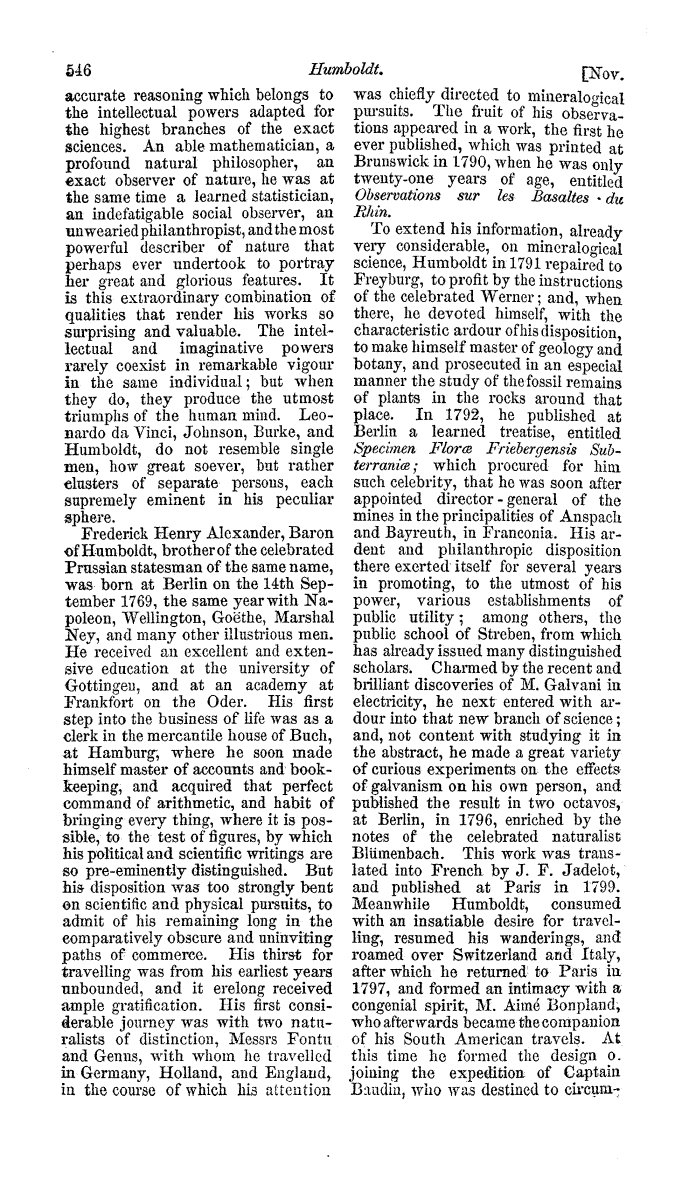 546 Humboldt. [Nov.
accurate reasoning which belongs to
the intellectual powers adapted for
the highest branches of the exact
sciences. An able mathematician, a
profound natural philosopher, an
exact observer of nature, he was at
the same time a learned statistician,
an indefatigable social observer, an
unwearied philanthropist, and the most
powerful describer of nature that
perhaps ever undertook to portray
her great and glorious features. It
is this extraordinary combination of
qualities that render his works so
surprising and valuable. The intel-
lectual and imaginative powers
rarely coexist in remarkable vigour
in the same individual; but when
they do, they produce the utmost
triumphs of the human mind. Leo-
nardo da Vinci, Johnson, Burke, and
Humboldt, do not resemble single
men, how great soever, but rather
clusters of separate persons, each
supremely eminent in his peculiar
sphere.
Frederick Henry Alexander, Baron
of Humboldt, brother of the celebrated
Prussian statesman of the same name,
was born at Berlin on the 14th Sep-
tember 1769, the same year with Na-
poleon, Wellington, Goëthe, Marshal
Ney, and many other illustrious men.
He received an excellent and exten-
sive education at the university of
Gottingen, and at an academy at
Frankfort on the Oder. His first
step into the business of life was as a
clerk in the mercantile house of Buch,
at Hamburg, where he soon made
himself master of accounts and book-
keeping, and acquired that perfect
command of arithmetic, and habit of
bringing every thing, where it is pos-
sible, to the test of figures, by which
his political and scientific writings are
so pre-eminently distinguished. But
his disposition was too strongly bent
on scientific and physical pursuits, to
admit of his remaining long in the
comparatively obscure and uninviting
paths of commerce. His thirst for
travelling was from his earliest years
unbounded, and it erelong received
ample gratification. His first consi-
derable journey was with two natu-
ralists of distinction, Messrs Fontu
and Genns, with whom he travelled
in Germany, Holland, and England,
in the course of which his attention
was chiefly directed to mineralogical
pursuits. The fruit of his observa-
tions appeared in a work, the first he
ever published, which was printed at
Brunswick in 1790, when he was only
twenty-one years of age, entitled
Observations sur les Basaltes du
Rhin.
To extend his information, already
very considerable, on mineralogical
science, Humboldt in 1791 repaired to
Freyburg, to profit by the instructions
of the celebrated Werner; and, when
there, he devoted himself, with the
characteristic ardour of his disposition,
to make himself master of geology and
botany, and prosecuted in an especial
manner the study of the fossil remains
of plants in the rocks around that
place. In 1792, he published at
Berlin a learned treatise, entitled
Specimen Floræ Friebergensis Sub-
terraniæ; which procured for him
such celebrity, that he was soon after
appointed director-general of the
mines in the principalities of Anspach
and Bayreuth, in Franconia. His ar-
dent and philanthropic disposition
there exerted itself for several years
in promoting, to the utmost of his
power, various establishments of
public utility; among others, the
public school of Streben, from which
has already issued many distinguished
scholars. Charmed by the recent and
brilliant discoveries of M. Galvani in
electricity, he next entered with ar-
dour into that new branch of science;
and, not content with studying it in
the abstract, he made a great variety
of curious experiments on the effects
of galvanism on his own person, and
published the result in two octavos,
at Berlin, in 1796, enriched by the
notes of the celebrated naturalist
Blümenbach. This work was trans-
lated into French by J. F. Jadelot,
and published at Paris in 1799.
Meanwhile Humboldt, consumed
with an insatiable desire for travel-
ling, resumed his wanderings, and
roamed over Switzerland and Italy,
after which he returned to Paris in
1797, and formed an intimacy with a
congenial spirit, M. Aimé Bonpland,
who afterwards became the companion
of his South American travels. At
this time he formed the design o.
joining the expedition of Captain
Baudin, who was destined to circum-